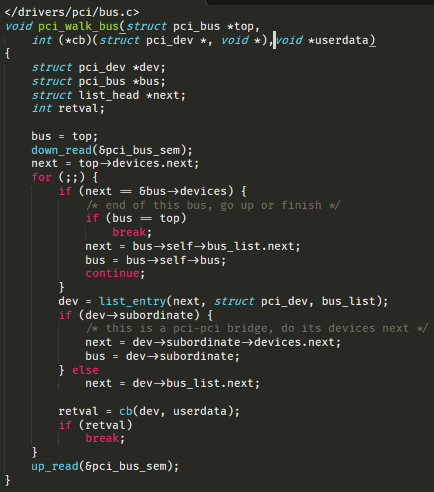 </drivers/pci/bus.c>
void pci_walk_bus(struct pci_bus *top,
    int (*cb)(struct pci_dev *, void *),void *userdata)
{
    struct pci_dev *dev;
    struct pci_bus *bus;
    struct list_head *next;
    int retval;

    bus = top;
    down_read(&pci_bus_sem);
    next = top->devices.next;
    for (;;) {
        if (next == &bus->devices) {
            /* end of this bus, go up or finish */
            if (bus == top)
                break;
            next = bus->self->bus_list.next;
            bus = bus->self->bus;
            continue;
        }
        dev = list_entry(next, struct pci_dev, bus_list);
        if (dev->subordinate) {
            /* this is a pci-pci bridge, do its devices next */
            next = dev->subordinate->devices.next;
            bus = dev->subordinate;
        } else
            next = dev->bus_list.next;

        retval = cb(dev, userdata);
        if (retval)
            break;
    }
    up_read(&pci_bus_sem);
}